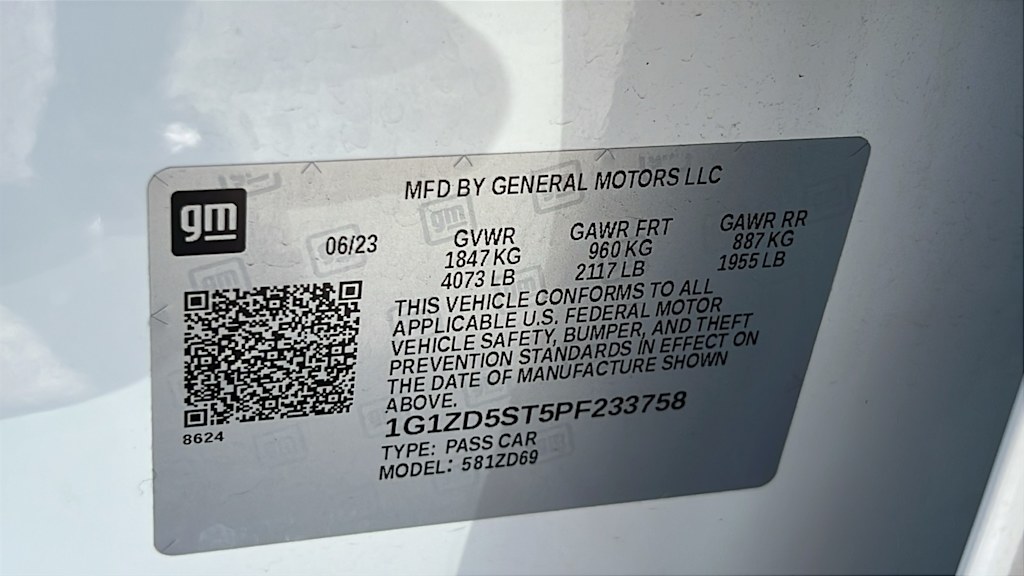 gm
MFD BY GENERAL MOTORS LLC
06/23
GVWR
1847 KG
4073 LB
GAWR FRT
960 KG
2117 LB
GAWR RR
887 KG
1955 LB
THIS VEHICLE CONFORMS TO ALL
APPLICABLE U.S. FEDERAL MOTOR
VEHICLE SAFETY, BUMPER, AND THEFT
PREVENTION STANDARDS IN EFFECT ON
THE DATE OF MANUFACTURE SHOWN
ABOVE.
1G1ZD5ST5PF233758
TYPE: PASS CAR
MODEL: 581ZD69
8624